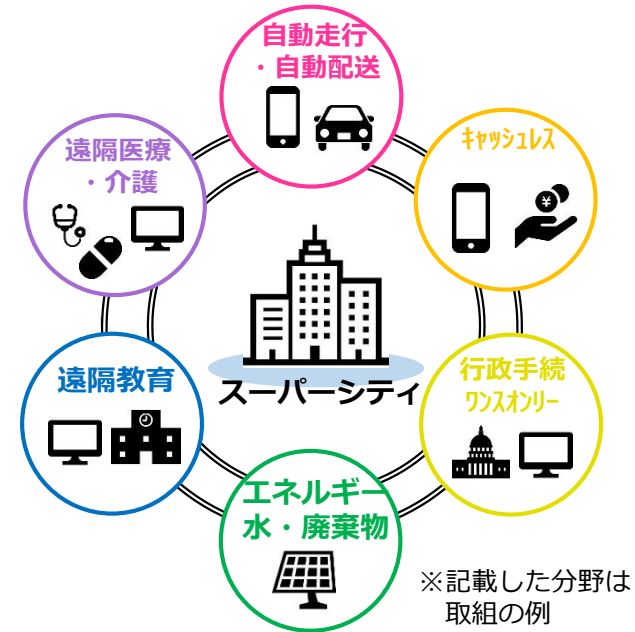 自動走行
・自動配送
遠隔医療
・介護
ｷｬｯｼｭﾚｽ
¥
スーパーシティ
遠隔教育
行政手続
ﾜﾝｽｵﾝﾘｰ
エネルギー
水・廃棄物
※記載した分野は
取組の例